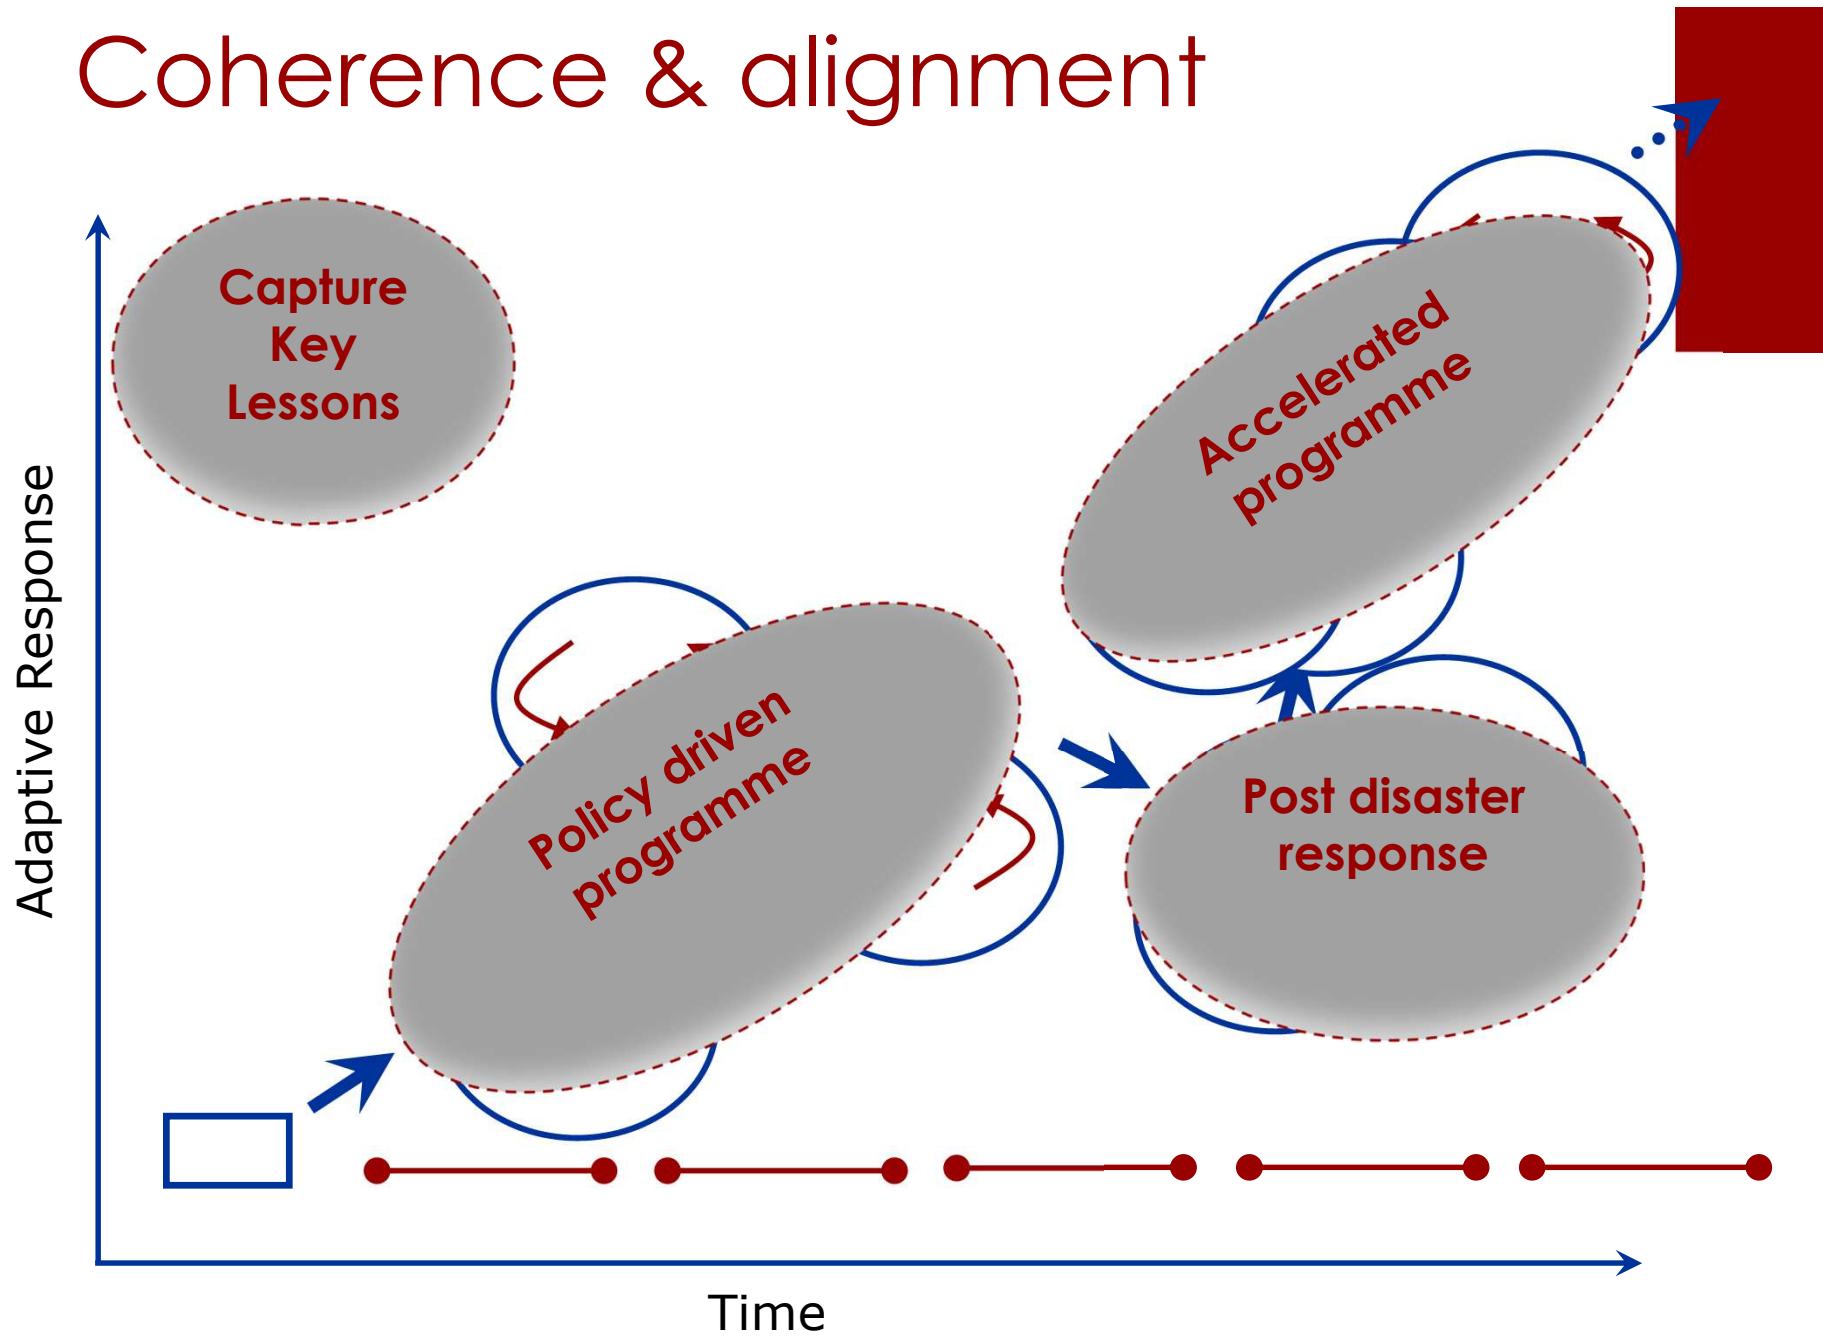 Coherence & alignment
Capture
Key
Lessons
Accelerated
programme
Policy driven
programme
Post disaster
response
Adaptive Response
Time